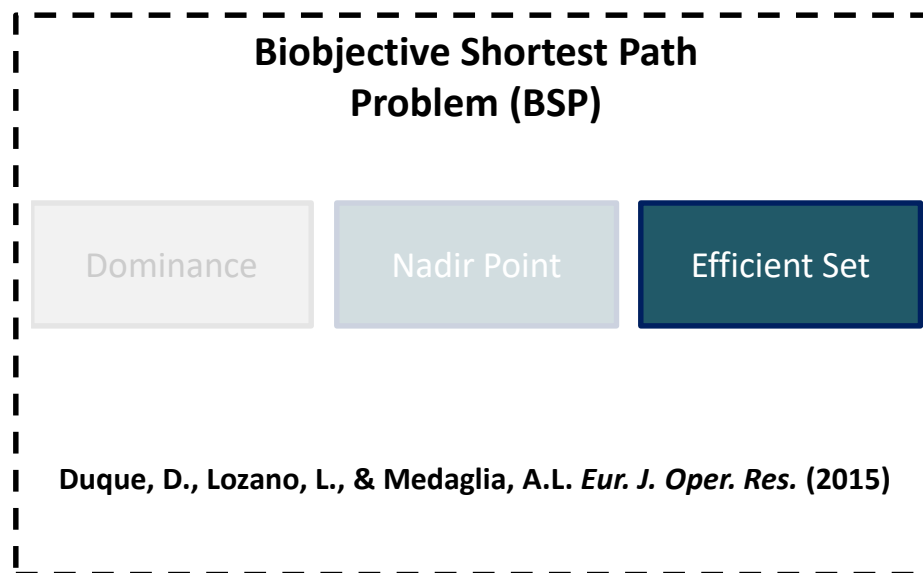 Biobjective Shortest Path
Problem (BSP)
Dominance
Nadir Point
Efficient Set
Duque, D., Lozano, L., & Medaglia, A.L. Eur. J. Oper. Res. (2015)